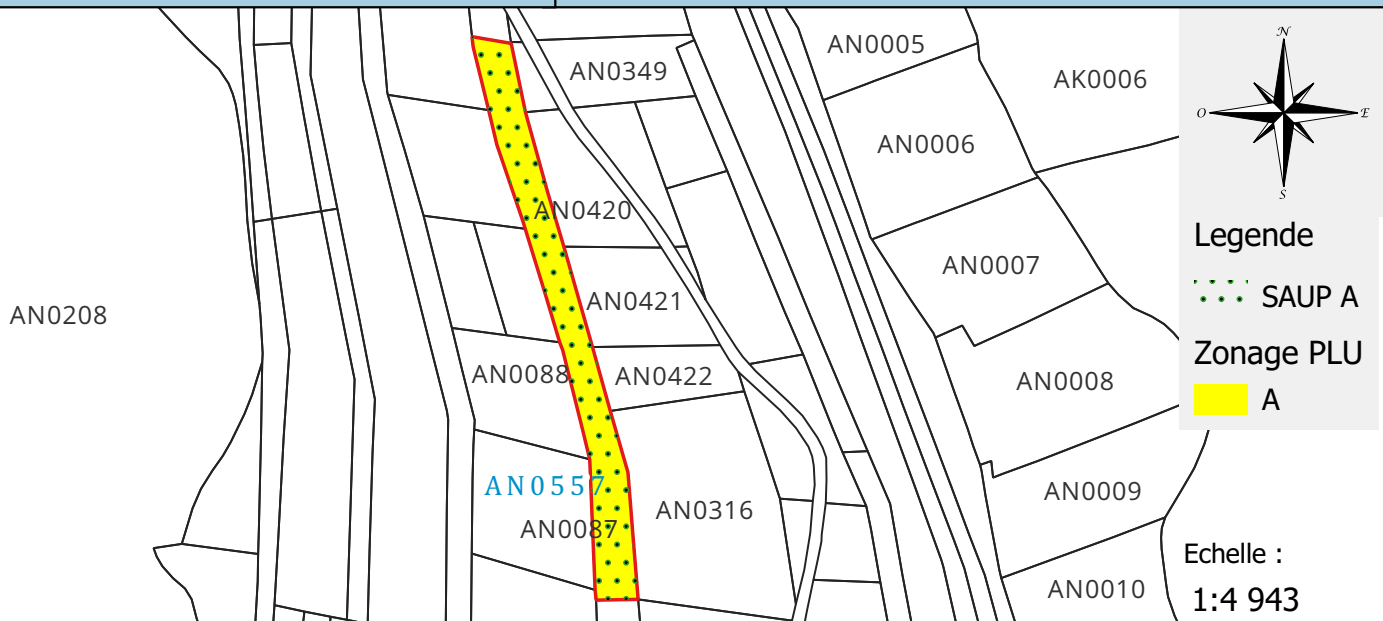 AN0005
AN0349
AK0006
AN0006
AN0420
AN0007
AN0421
AN0208
AN0088
AN0422
AN0008
AN0557
AN0009
AN0316
AN0087
AN0010
N
O
E
S
Legende
SAUP A
Zonage PLU
A
Echelle :
1:4 943